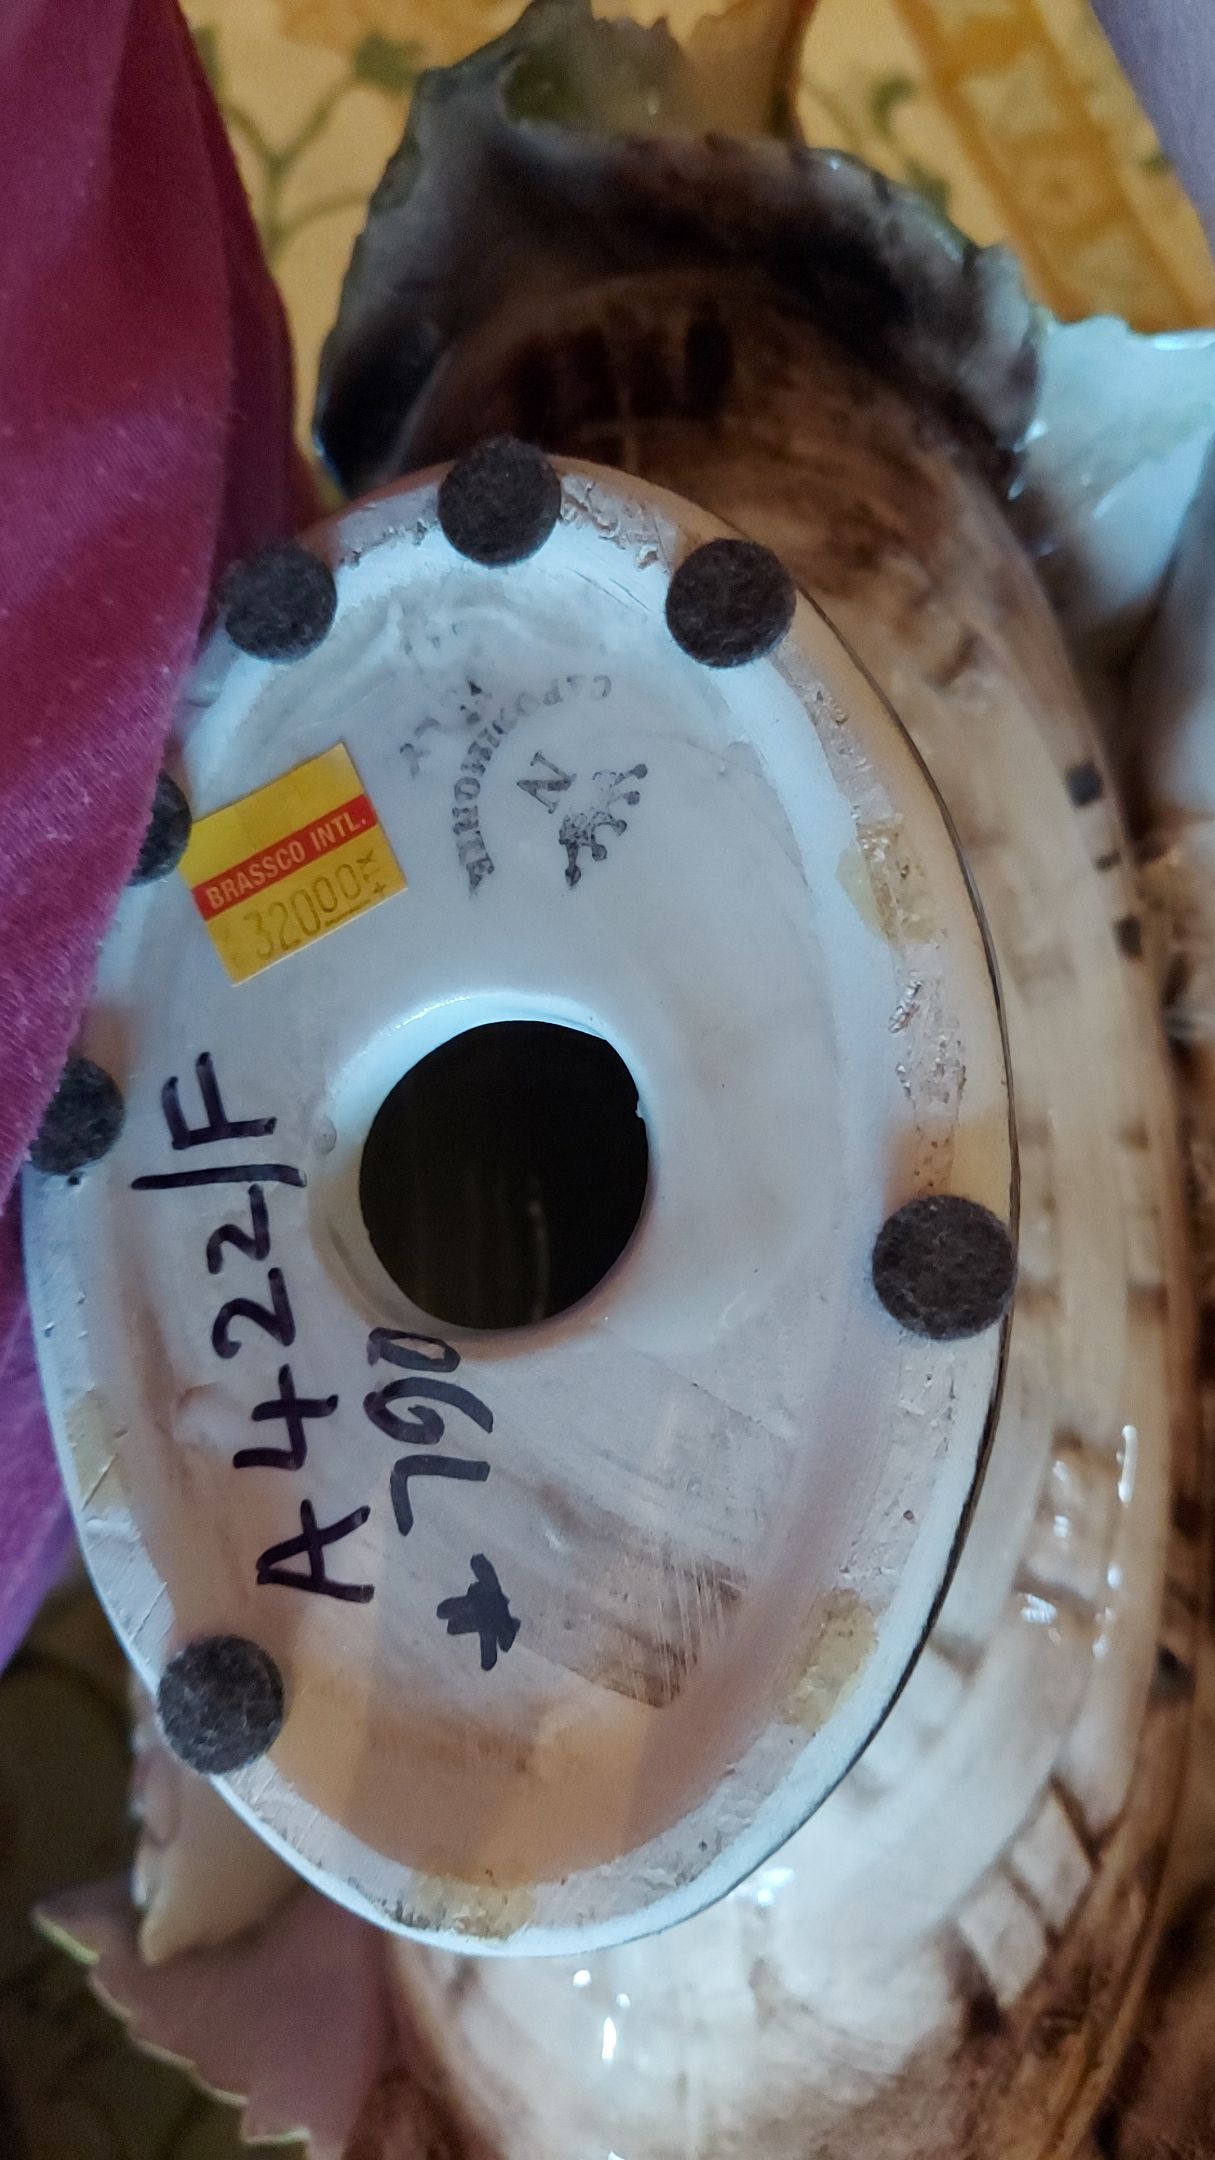 CAPODIMONTE
N
BRASSCO INTL.
32000
A422/F
*790